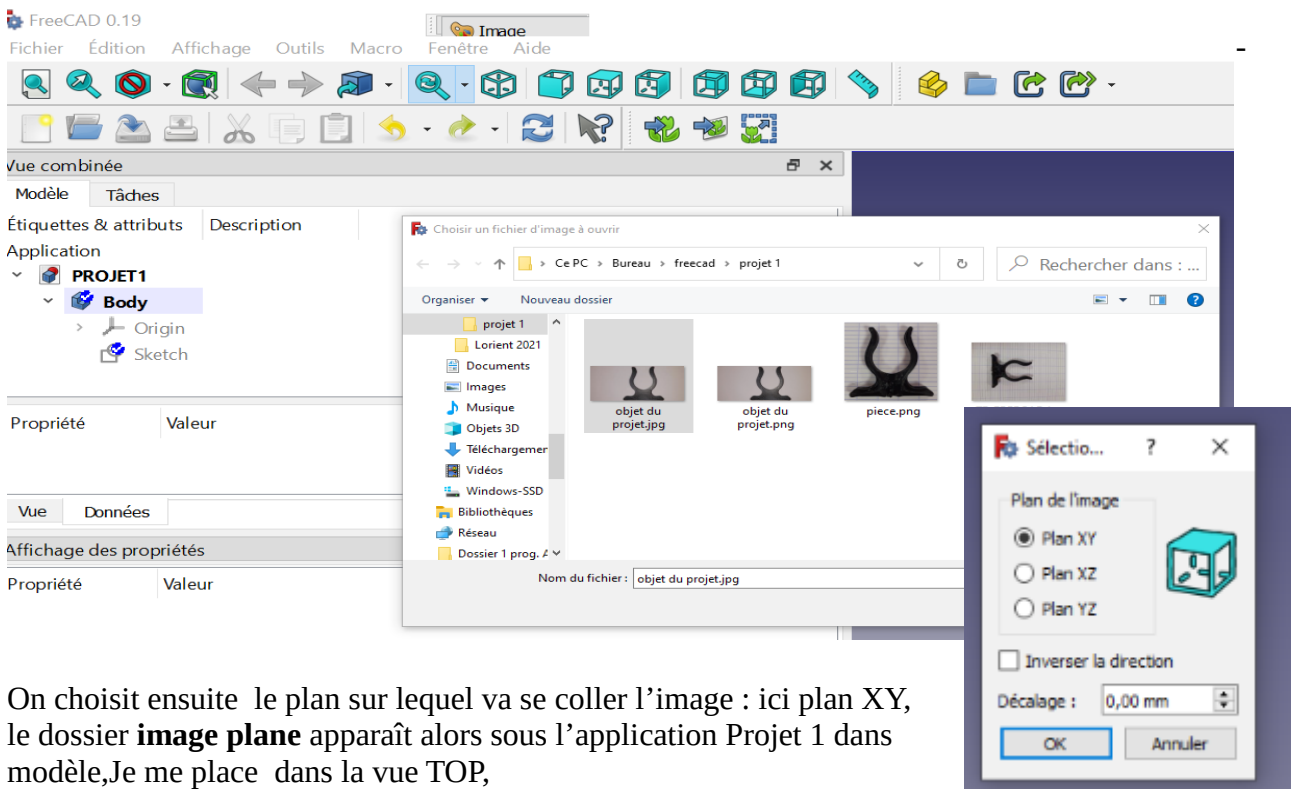 FreeCAD 0.19
Image
Fichier Édition Affichage Outils Macro Fenêtre Aide
Vue combinée
Modèle Tâches
Étiquettes & attributs Description
Application
PROJET1
Body
Origin
Sketch
Propriété Valeur
Vue Données
Affichage des propriétés
Propriété Valeur
Choisir un fichier d'image à ouvrir
Ce PC > Bureau > freecad > projet 1
Rechercher dans : ...
Organiser Nouveau dossier
projet 1
Lorient 2021
Documents
Images
Musique
Objets 3D
Téléchargemer
Vidéos
Windows-SSD
Bibliothèques
Réseau
Dossier 1 prog. A
objet du
projet.jpg
objet du
projet.png
piece.png
Nom du fichier : objet du projet.jpg
Sélectio... ?
Plan de l'image
Plan XY
Plan XZ
Plan YZ
Inverser la direction
Décalage : 0,00 mm
OK Annuler
On choisit ensuite le plan sur lequel va se coller l’image : ici plan XY,
le dossier image plane apparaît alors sous l’application Projet 1 dans
modèle,Je me place dans la vue TOP,